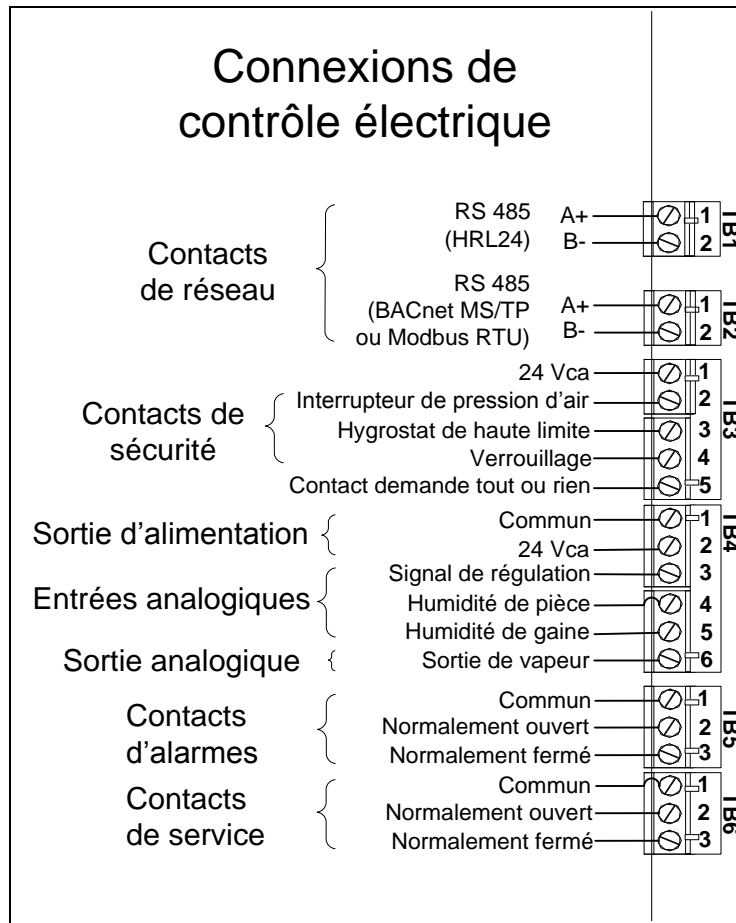 Connexions de
contrôle électrique
Contacts
de réseau
RS 485
(HRL24)
A+ 1
B- 2
TB1
RS 485
(BACnet MS/TP
ou Modbus RTU)
A+ 1
B- 2
TB2
Contacts de
sécurité
24 Vca 1
Interrupteur de pression d’air 2
Hygrostat de haute limite 3
Verrouillage 4
Contact demande tout ou rien 5
TB3
Sortie d’alimentation
Commun 1
24 Vca 2
Entrées analogiques
Signal de régulation 3
Humidité de pièce 4
Humidité de gaine 5
Sortie analogique
Sortie de vapeur 6
TB4
Contacts
d’alarmes
Commun 1
Normalement ouvert 2
Normalement fermé 3
TB5
Contacts
de service
Commun 1
Normalement ouvert 2
Normalement fermé 3
TB6